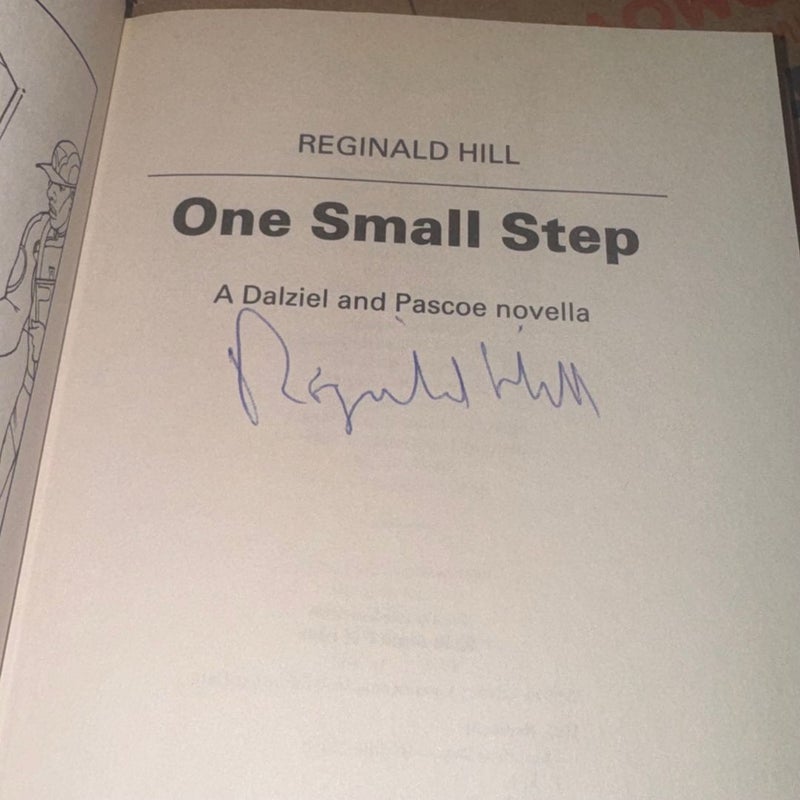 REGINALD HILL
One Small Step
A Dalziel and Pascoe novella
Reginald Hill